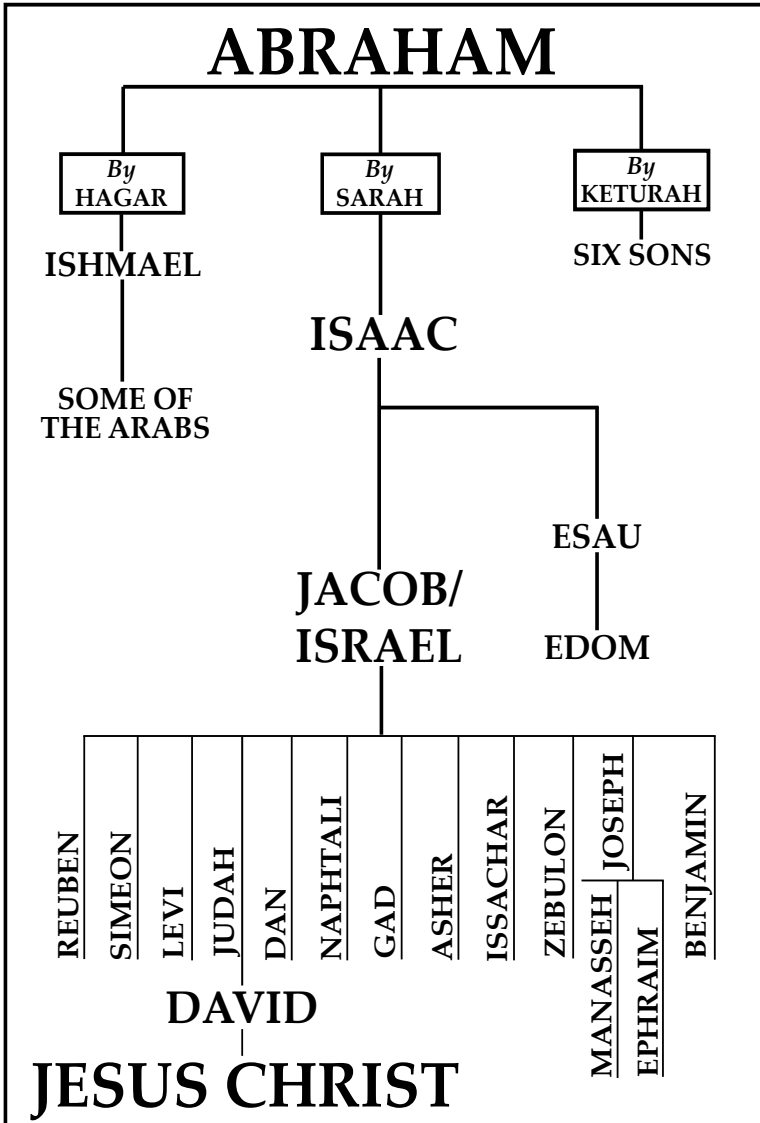 ABRAHAM
By
HAGAR
By
SARAH
By
KETURAH
ISHMAEL
SIX SONS
ISAAC
SOME OF
THE ARABS
ESAU
JACOB/
ISRAEL
EDOM
REUBEN
SIMEON
LEVI
JUDAH
DAN
NAPHTALI
GAD
ASHER
ISSACHAR
ZEBULON
JOSEPH
MANASSEH
EPHRAIM
BENJAMIN
DAVID
JESUS CHRIST